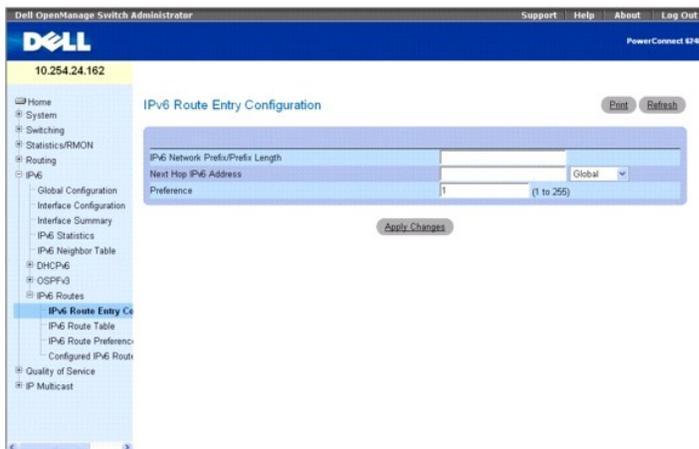 Dell OpenManage Switch Administrator
Support Help About Log Out
DELL
PowerConnect 624
10.254.24.162
Home
System
Switching
Statistics/RMON
Routing
IPv6
Global Configuration
Interface Configuration
Interface Summary
IPv6 Statistics
IPv6 Neighbor Table
DHCPv6
OSPFv3
IPv6 Routes
IPv6 Route Entry Co
IPv6 Route Table
IPv6 Route Preferenc
Configured IPv6 Rout
Quality of Service
IP Multicast
IPv6 Route Entry Configuration
Print Refresh
IPv6 Network Prefix/Prefix Length
Next Hop IPv6 Address Global
Preference 1 (1 to 255)
Apply Changes